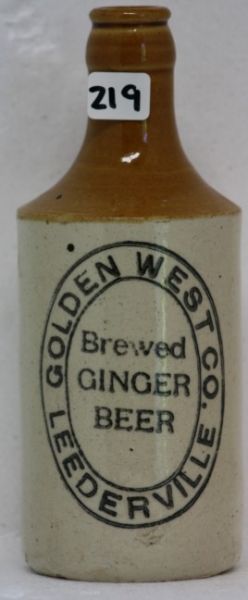 219
GOLDEN WEST CO.
Brewed
GINGER
BEER
LEEDERVILLE